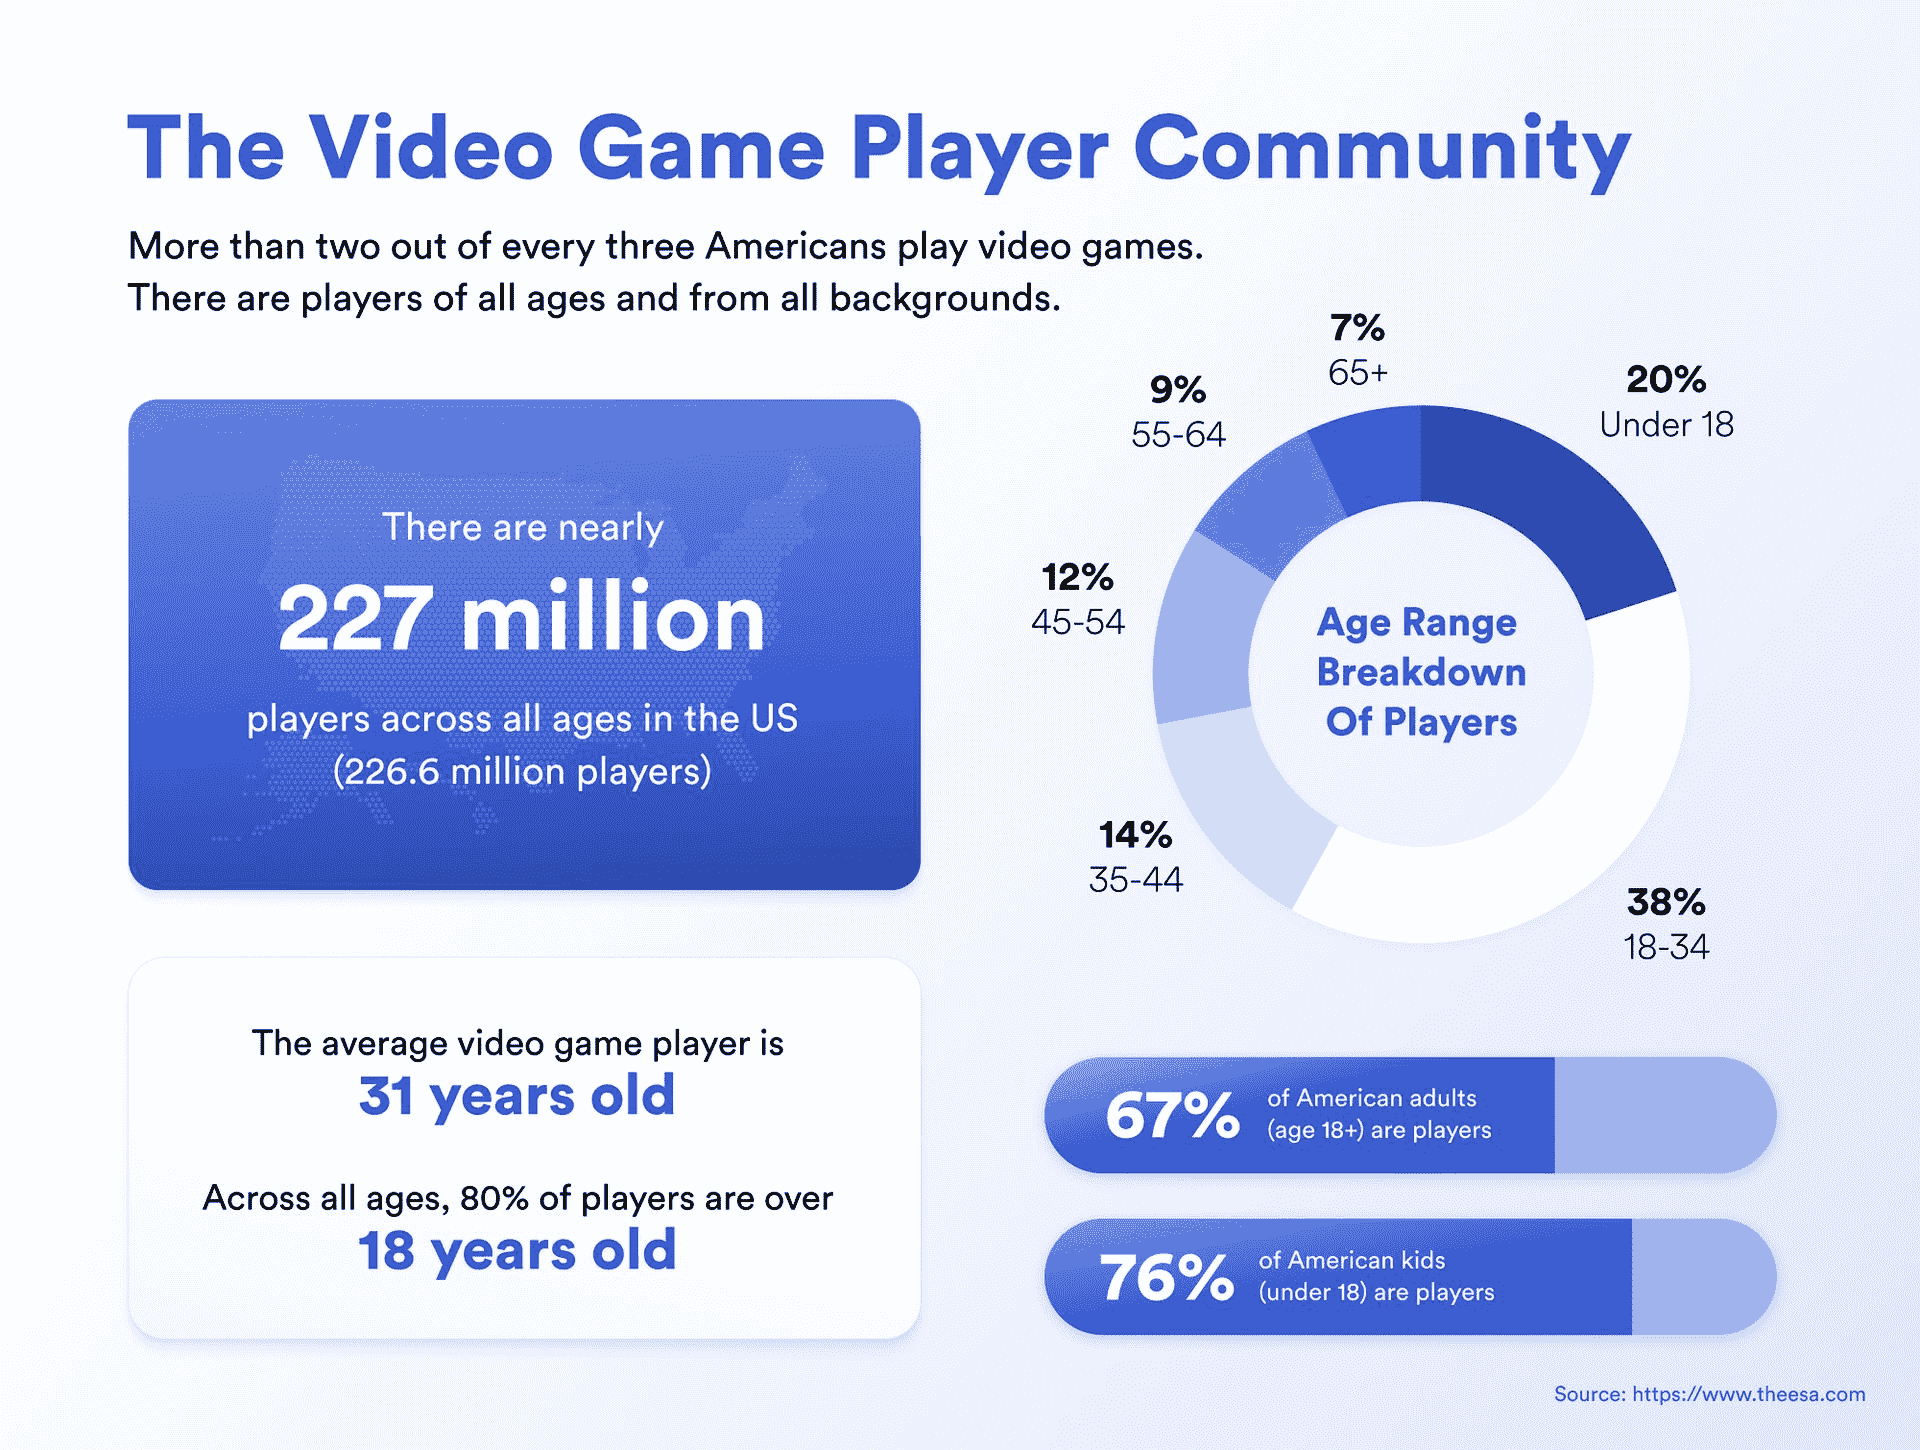 The Video Game Player Community
More than two out of every three Americans play video games.
There are players of all ages and from all backgrounds.
There are nearly
227 million
players across all ages in the US
(226.6 million players)
The average video game player is
31 years old
Across all ages, 80% of players are over
18 years old
7%
65+
20%
Under 18
9%
55-64
12%
45-54
14%
35-44
38%
18-34
Age Range
Breakdown
Of Players
67%
of American adults
(age 18+) are players
76%
of American kids
(under 18) are players
Source: https://www.theesa.com